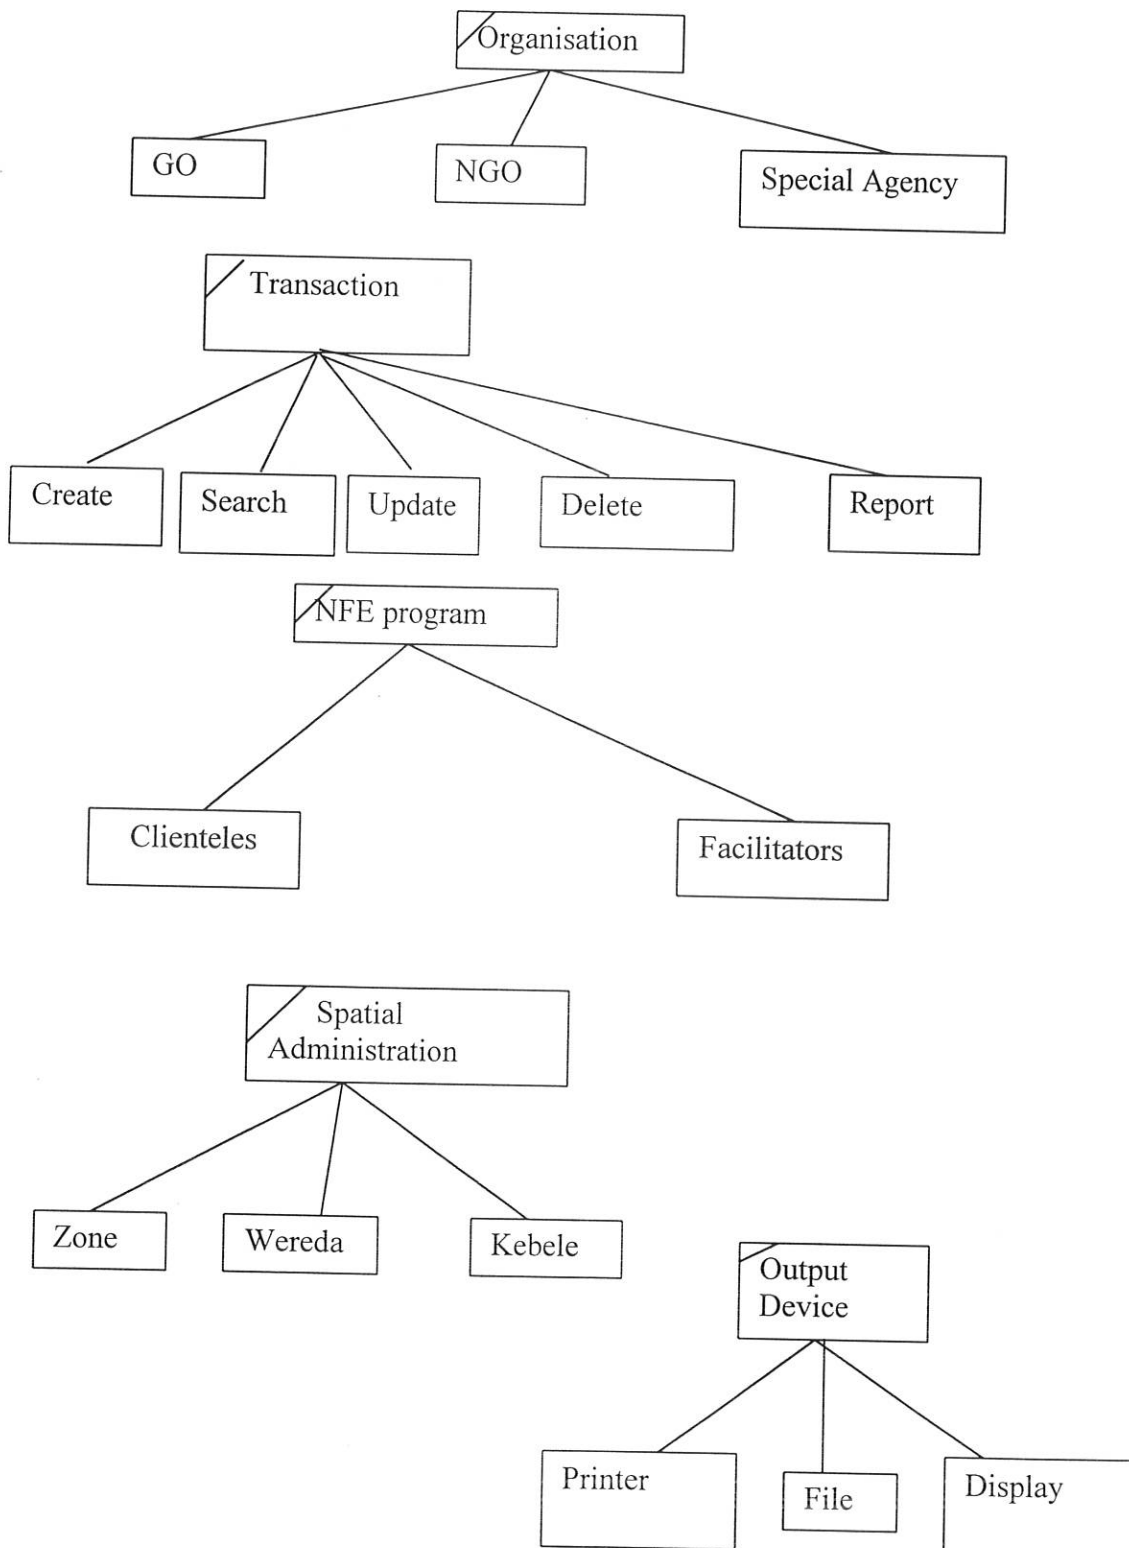 Organisation
GO
NGO
Special Agency
Transaction
Create
Search
Update
Delete
Report
NFE program
Clienteles
Facilitators
Spatial
Administration
Zone
Wereda
Kebele
Output
Device
Printer
File
Display